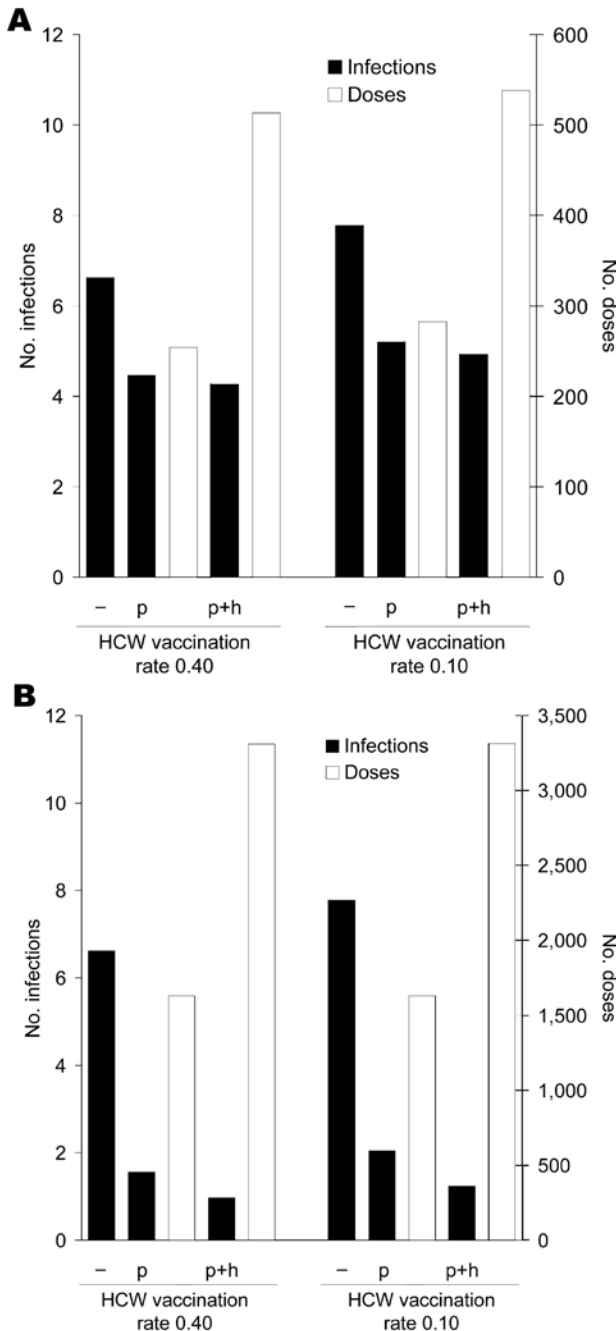 A
12
10
8
6
4
2
0
No. infections
600
500
400
300
200
100
0
No. doses
Infections
Doses
– p p+h
– p p+h
HCW vaccination
rate 0.40
HCW vaccination
rate 0.10
B
12
10
8
6
4
2
0
No. infections
3,500
3,000
2,500
2,000
1,500
1,000
500
0
No. doses
Infections
Doses
– p p+h
– p p+h
HCW vaccination
rate 0.40
HCW vaccination
rate 0.10